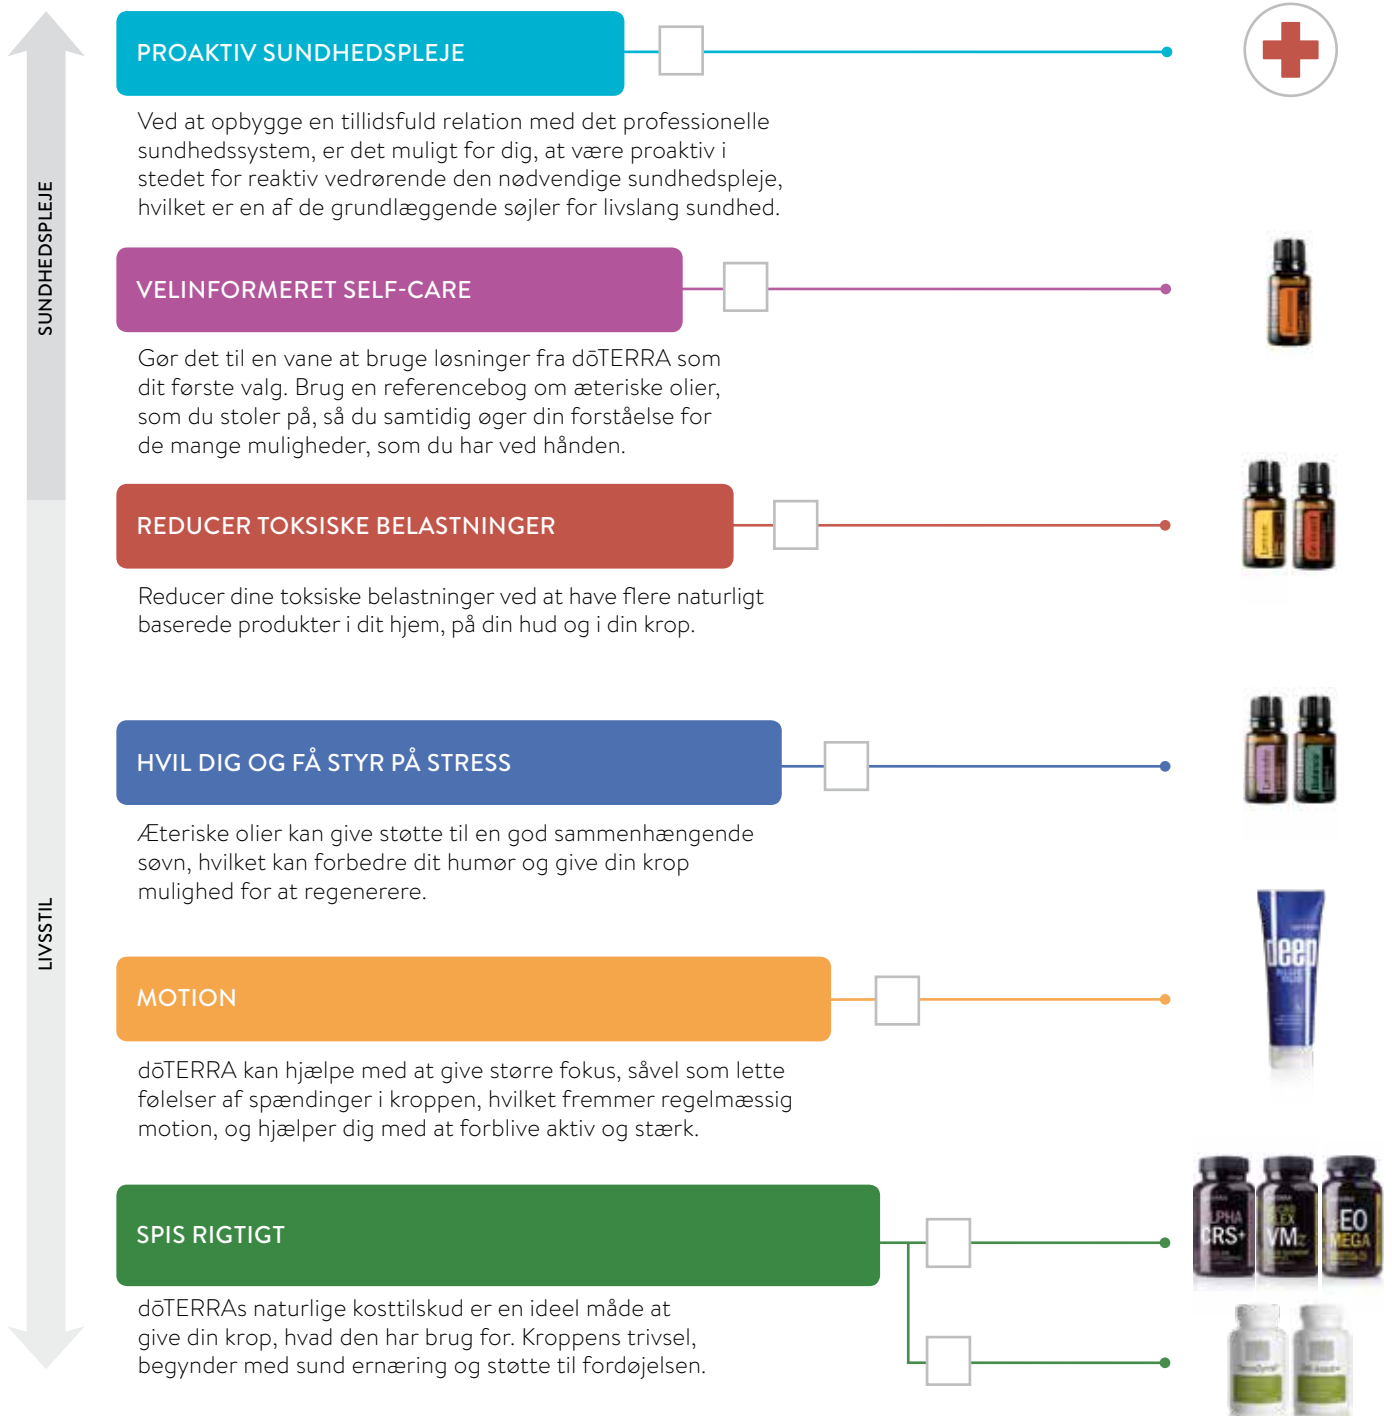 PROAKTIV SUNDHEDSPLEJE
Ved at opbygge en tillidsfuld relation med det professionelle
sundhedssystem, er det muligt for dig, at være proaktiv i
stedet for reaktiv vedrørende den nødvendige sundhedspleje,
hvilket er en af de grundlæggende søjler for livslang sundhed.
SUNDHEDSPLEJE
VELINFORMERET SELF-CARE
Gør det til en vane at bruge løsninger fra dōTERRA som
dit første valg. Brug en referencebog om æteriske olier,
som du stoler på, så du samtidig øger din forståelse for
de mange muligheder, som du har ved hånden.
REDUCER TOKSISKE BELASTNINGER
Lemon
Reducer dine toksiske belastninger ved at have flere naturligt
baserede produkter i dit hjem, på din hud og i din krop.
HVIL DIG OG FÅ STYR PÅ STRESS
Lavender
Balance
Æteriske olier kan give støtte til en god sammenhængende
søvn, hvilket kan forbedre dit humør og give din krop
mulighed for at regenerere.
LIVSSTIL
deep
BLUE
RUB
MOTION
dōTERRA kan hjælpe med at give større fokus, såvel som lette
følelser af spændinger i kroppen, hvilket fremmer regelmæssig
motion, og hjælper dig med at forblive aktiv og stærk.
SPIS RIGTIGT
LPHA
CRS+
VMz
EO
MEGA
dōTERRAs naturlige kosttilskud er en ideel måde at
give din krop, hvad den har brug for. Kroppens trivsel,
begynder med sund ernæring og støtte til fordøjelsen.